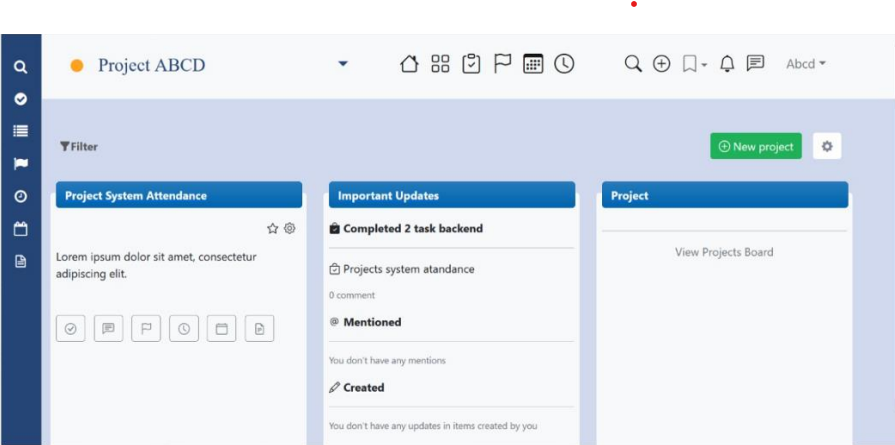 Project ABCD
Abcd
Filter
New project
Project System Attendance
Lorem ipsum dolor sit amet, consectetur
adipiscing elit.
Important Updates
Completed 2 task backend
Projects system atandance
0 comment
@ Mentioned
You don't have any mentions
Created
You don't have any updates in items created by you
Project
View Projects Board